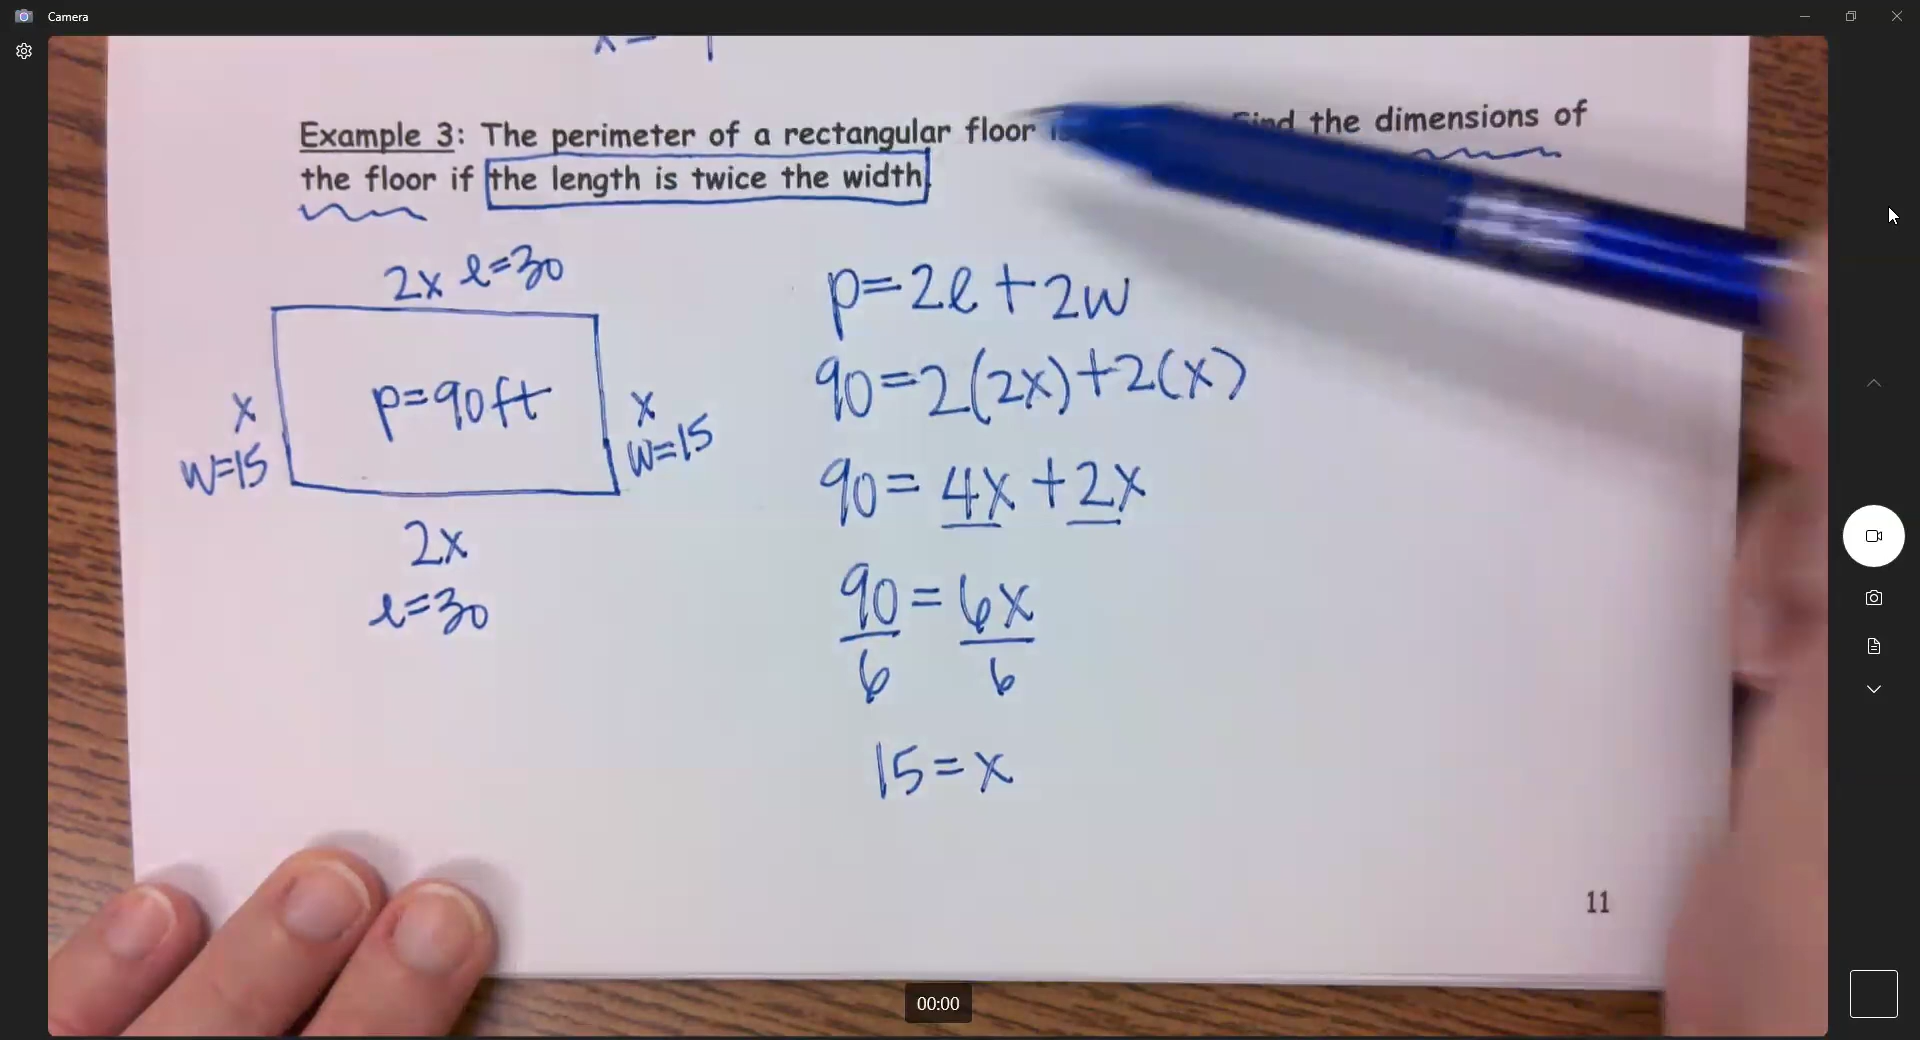 Camera
Example 3: The perimeter of a rectangular floor Find the dimensions of
the floor if the length is twice the width.
2x l=30
p=90ft
x
w=15
x
w=15
2x
l=30
p=2l+2w
90=2(2x)+2(x)
90=4x+2x
90=6x
6 6
15=x
11
00:00